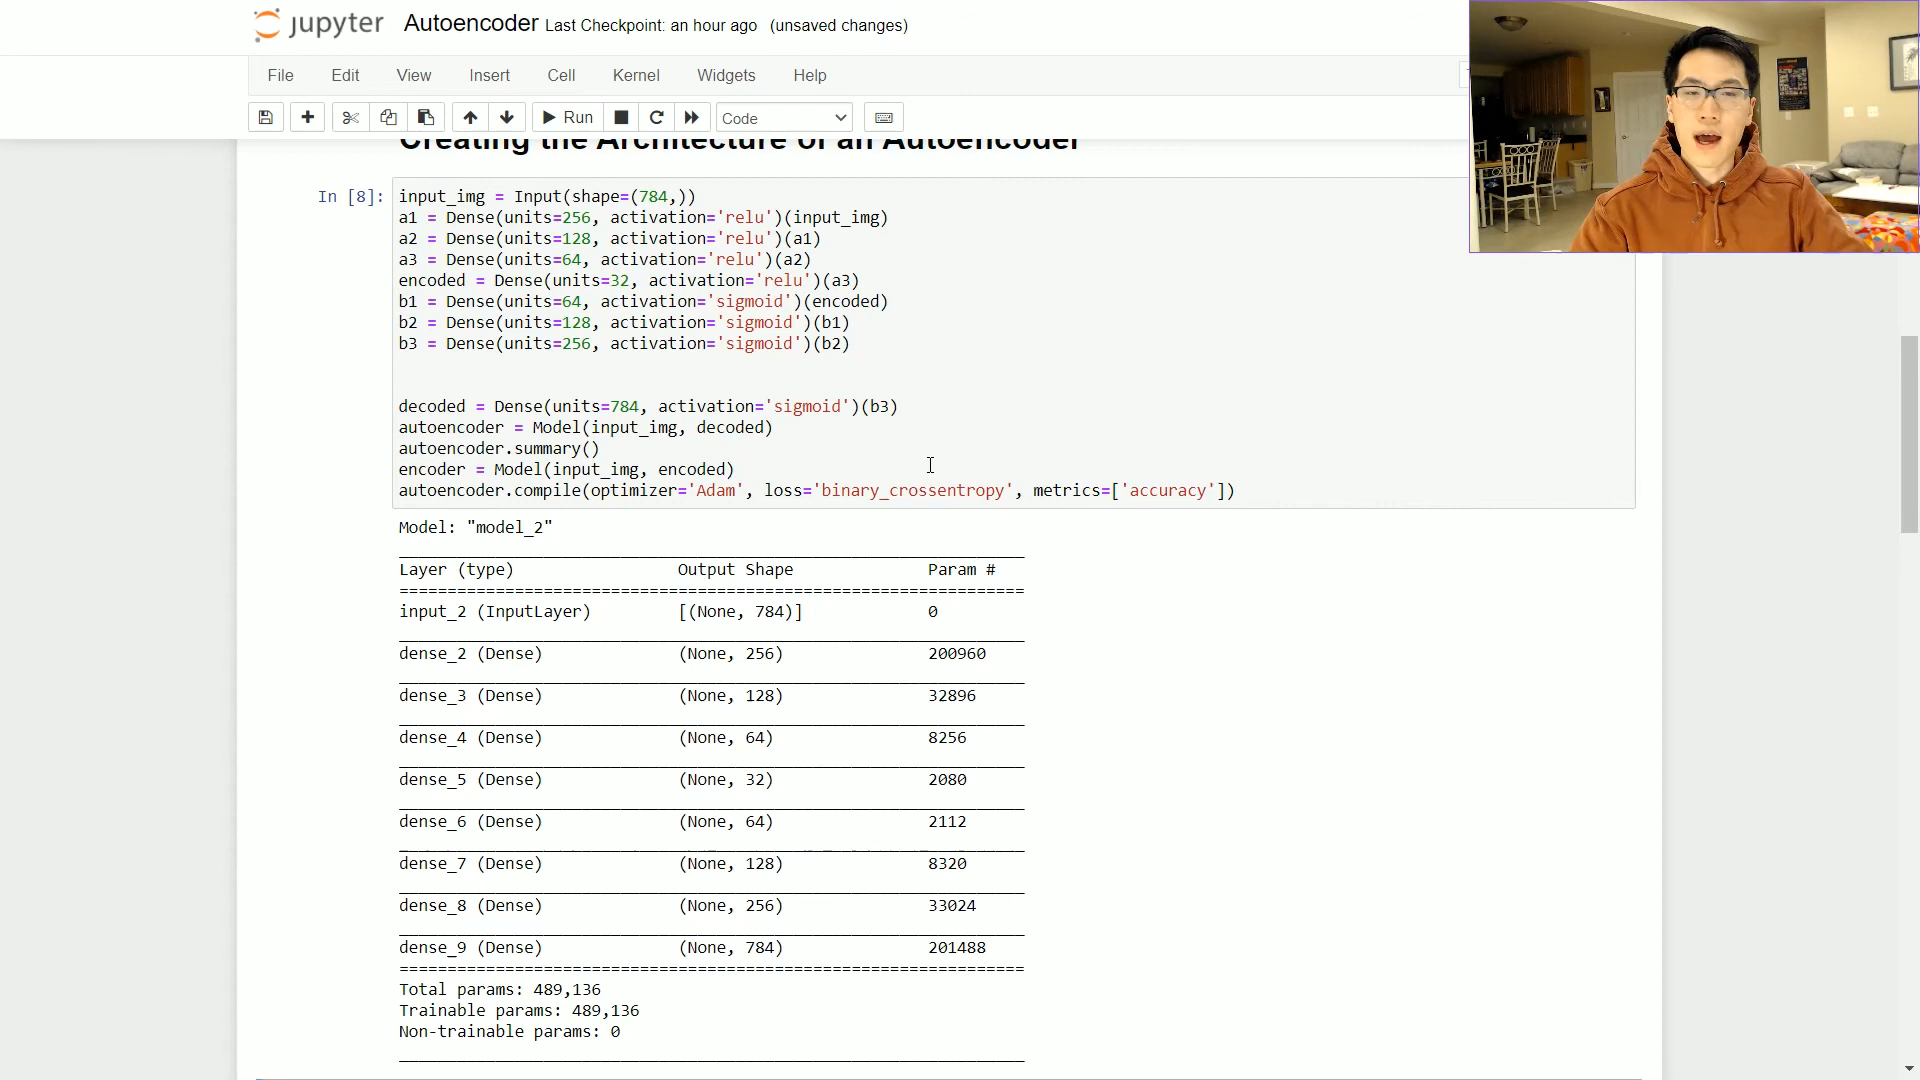 jupyter Autoencoder Last Checkpoint: an hour ago (unsaved changes)
File Edit View Insert Cell Kernel Widgets Help
Run Code
Creating the Architecture of an Autoencoder
In [8]:
input_img = Input(shape=(784,))
a1 = Dense(units=256, activation='relu')(input_img)
a2 = Dense(units=128, activation='relu')(a1)
a3 = Dense(units=64, activation='relu')(a2)
encoded = Dense(units=32, activation='relu')(a3)
b1 = Dense(units=64, activation='sigmoid')(encoded)
b2 = Dense(units=128, activation='sigmoid')(b1)
b3 = Dense(units=256, activation='sigmoid')(b2)
decoded = Dense(units=784, activation='sigmoid')(b3)
autoencoder = Model(input_img, decoded)
autoencoder.summary()
encoder = Model(input_img, encoded)
autoencoder.compile(optimizer='Adam', loss='binary_crossentropy', metrics=['accuracy'])
Model: "model_2"
Layer (type) Output Shape Param #
input_2 (InputLayer) [(None, 784)] 0
dense_2 (Dense) (None, 256) 200960
dense_3 (Dense) (None, 128) 32896
dense_4 (Dense) (None, 64) 8256
dense_5 (Dense) (None, 32) 2080
dense_6 (Dense) (None, 64) 2112
dense_7 (Dense) (None, 128) 8320
dense_8 (Dense) (None, 256) 33024
dense_9 (Dense) (None, 784) 201488
Total params: 489,136
Trainable params: 489,136
Non-trainable params: 0